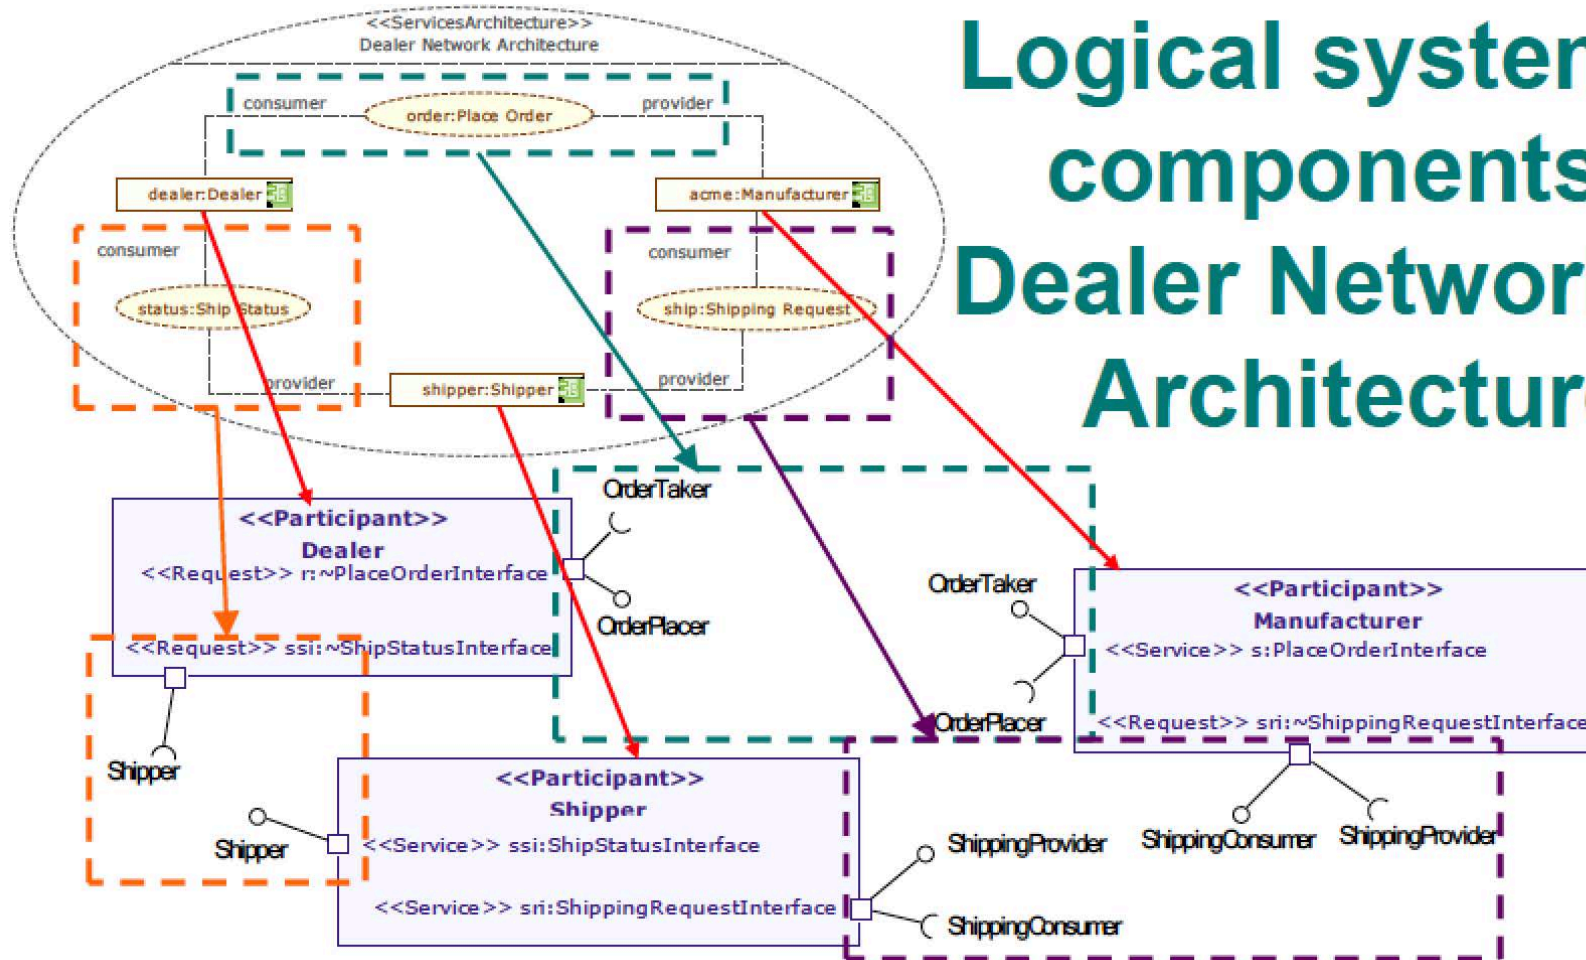 <<ServicesArchitecture>>
Dealer Network Architecture
consumer
order:Place Order
provider
dealer:Dealer
acme:Manufacturer
consumer
consumer
status:Ship Status
ship:Shipping Request
provider
shipper:Shipper
provider
Logical system
components
Dealer Networ
Architectur
OrderTaker
<<Participant>>
Dealer
<<Request>> r:~PlaceOrderInterface
OrderPlacer
<<Request>> ssi:~ShipStatusInterface
Shipper
OrderTaker
<<Participant>>
Manufacturer
<<Service>> s:PlaceOrderInterface
OrderPlacer
<<Request>> sri:~ShippingRequestInterface
<<Participant>>
Shipper
Shipper
<<Service>> ssi:ShipStatusInterface
<<Service>> sri:ShippingRequestInterface
ShippingProvider
ShippingConsumer
ShippingConsumer
ShippingProvider